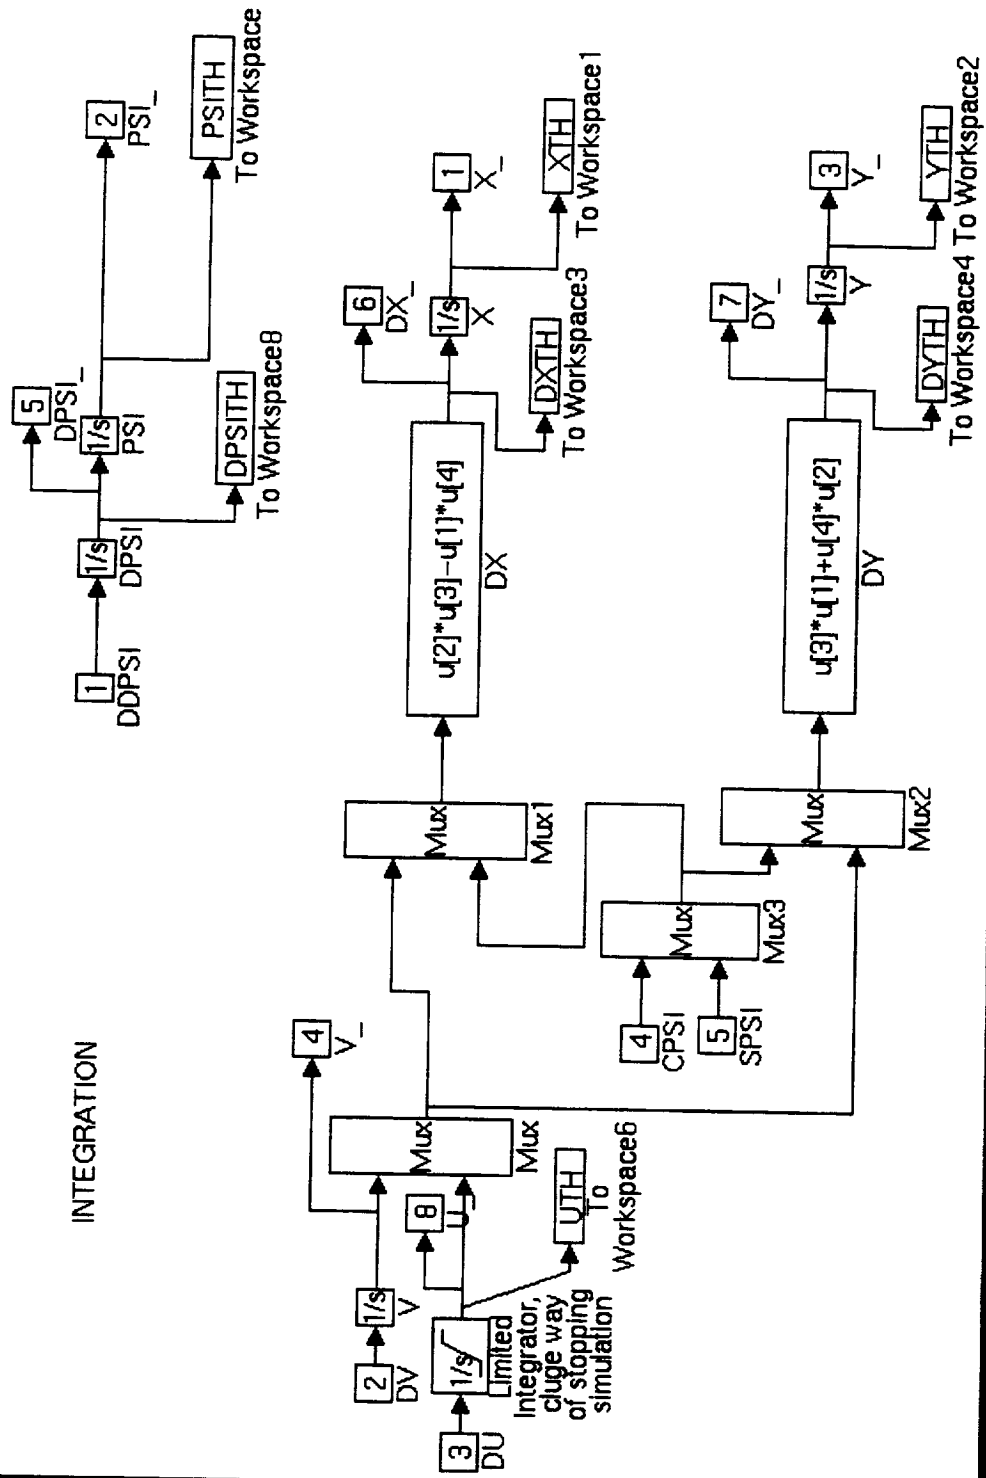 INTEGRATION
1
DDPSI
1/s
DPSI
5
DPSI_
1/s
PSI
2
PSI_
DPSITH
To Workspace8
PSITH
To Workspace
2
DV
1/s
V
4
V_
3
DU
1/s
Limited
Integrator,
cluge way
of stopping
simulation
8
UTH
To
Workspace6
Mux
Mux
4
CPSI
5
SPSI
Mux
Mux3
Mux
Mux1
u[2]*u[3]-u[1]*u[4]
DX
6
DX_
1/s
X
1
X_
DXTH
To Workspace3
XTH
To Workspace1
Mux
Mux2
u[3]*u[1]+u[4]*u[2]
DY
7
DY_
1/s
Y
3
Y_
DYTH
To Workspace4
YTH
To Workspace2